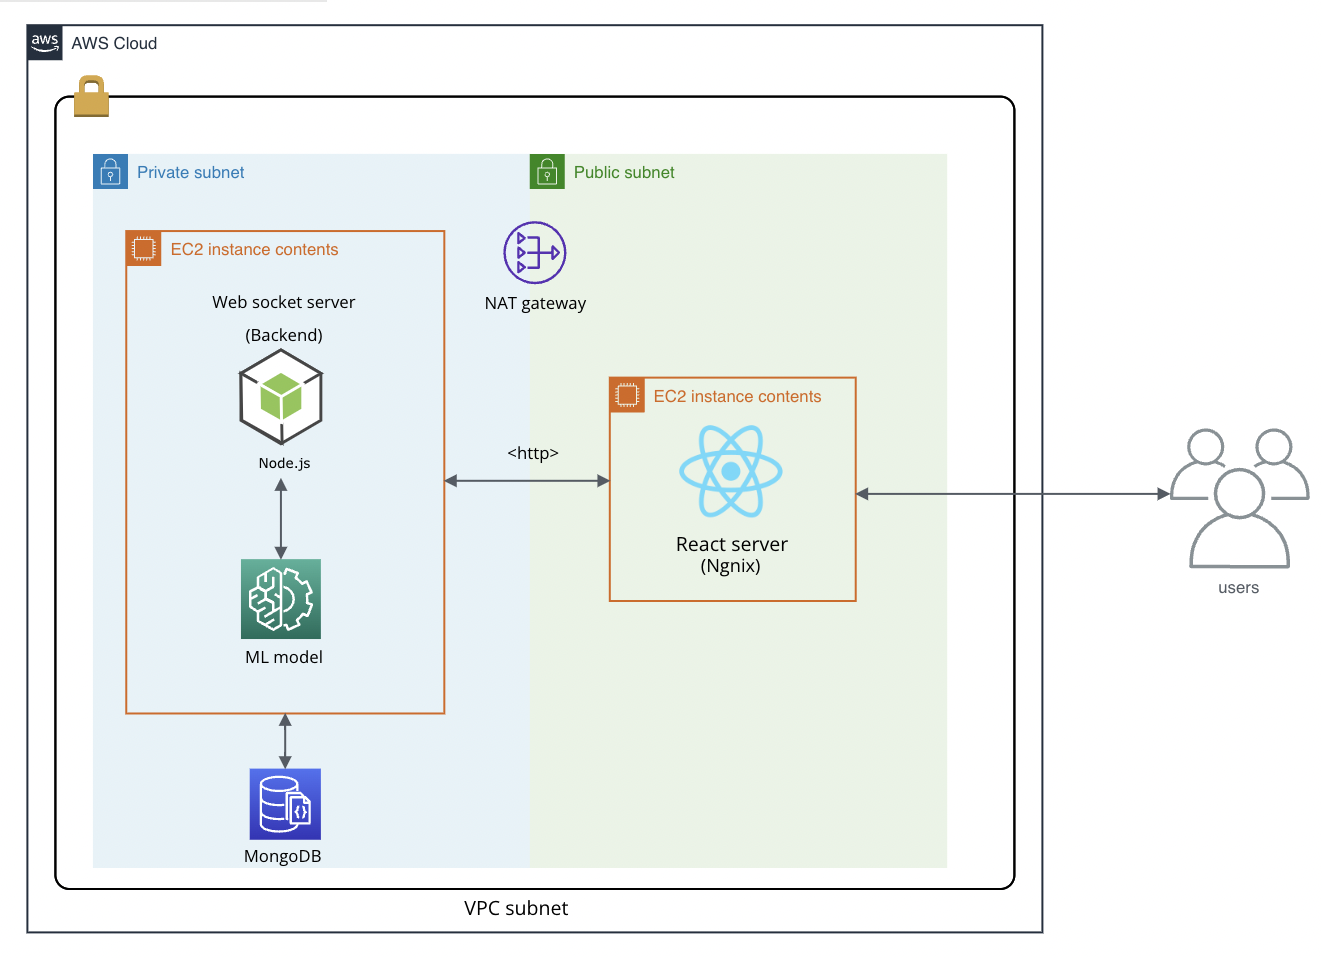 aws
AWS Cloud
Private subnet
Public subnet
EC2 instance contents
Web socket server
(Backend)
NAT gateway
Node.js
<http>
EC2 instance contents
React server
(Ngnix)
users
ML model
{}
MongoDB
VPC subnet